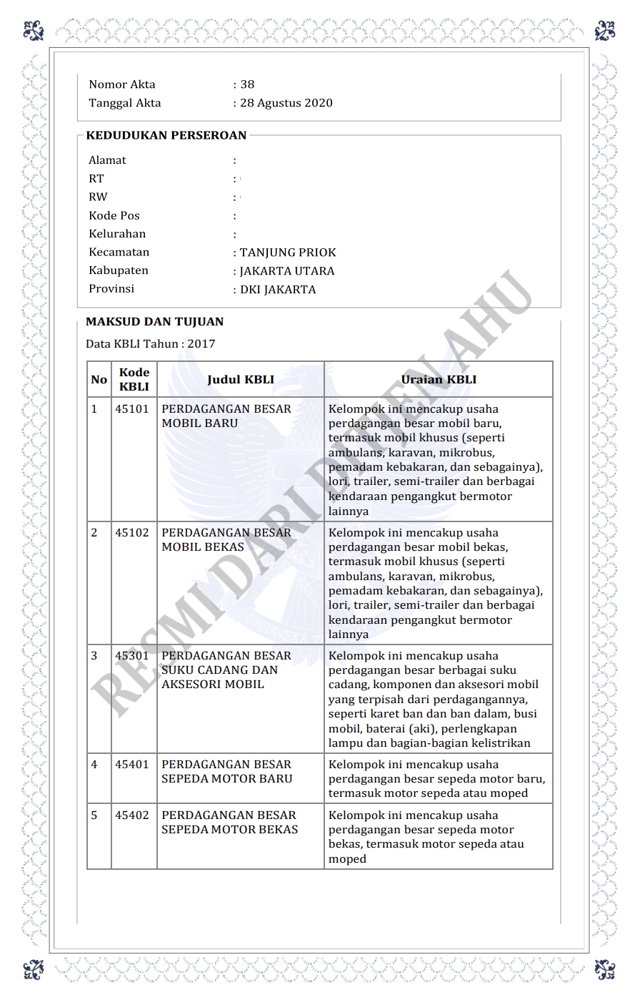 Nomor Akta : 38
Tanggal Akta : 28 Agustus 2020
KEDUDUKAN PERSEROAN
Alamat :
RT :
RW :
Kode Pos :
Kelurahan :
Kecamatan : TANJUNG PRIOK
Kabupaten : JAKARTA UTARA
Provinsi : DKI JAKARTA
MAKSUD DAN TUJUAN
Data KBLI Tahun : 2017
No Kode KBLI Judul KBLI Uraian KBLI
1 45101 PERDAGANGAN BESAR
MOBIL BARU
Kelompok ini mencakup usaha
perdagangan besar mobil baru,
termasuk mobil khusus (seperti
ambulans, karavan, mikrobus,
pemadam kebakaran, dan sebagainya),
lori, trailer, semi-trailer dan berbagai
kendaraan pengangkut bermotor
lainnya
2 45102 PERDAGANGAN BESAR
MOBIL BEKAS
Kelompok ini mencakup usaha
perdagangan besar mobil bekas,
termasuk mobil khusus (seperti
ambulans, karavan, mikrobus,
pemadam kebakaran, dan sebagainya),
lori, trailer, semi-trailer dan berbagai
kendaraan pengangkut bermotor
lainnya
3 45301 PERDAGANGAN BESAR
SUKU CADANG DAN
AKSESORI MOBIL
Kelompok ini mencakup usaha
perdagangan besar berbagai suku
cadang, komponen dan aksesori mobil
yang terpisah dari perdagangannya,
seperti karet ban dan ban dalam, busi
mobil, baterai (aki), perlengkapan
lampu dan bagian-bagian kelistrikan
4 45401 PERDAGANGAN BESAR
SEPEDA MOTOR BARU
Kelompok ini mencakup usaha
perdagangan besar sepeda motor baru,
termasuk motor sepeda atau moped
5 45402 PERDAGANGAN BESAR
SEPEDA MOTOR BEKAS
Kelompok ini mencakup usaha
perdagangan besar sepeda motor
bekas, termasuk motor sepeda atau
moped
RESMI DARI DITJEN AHU